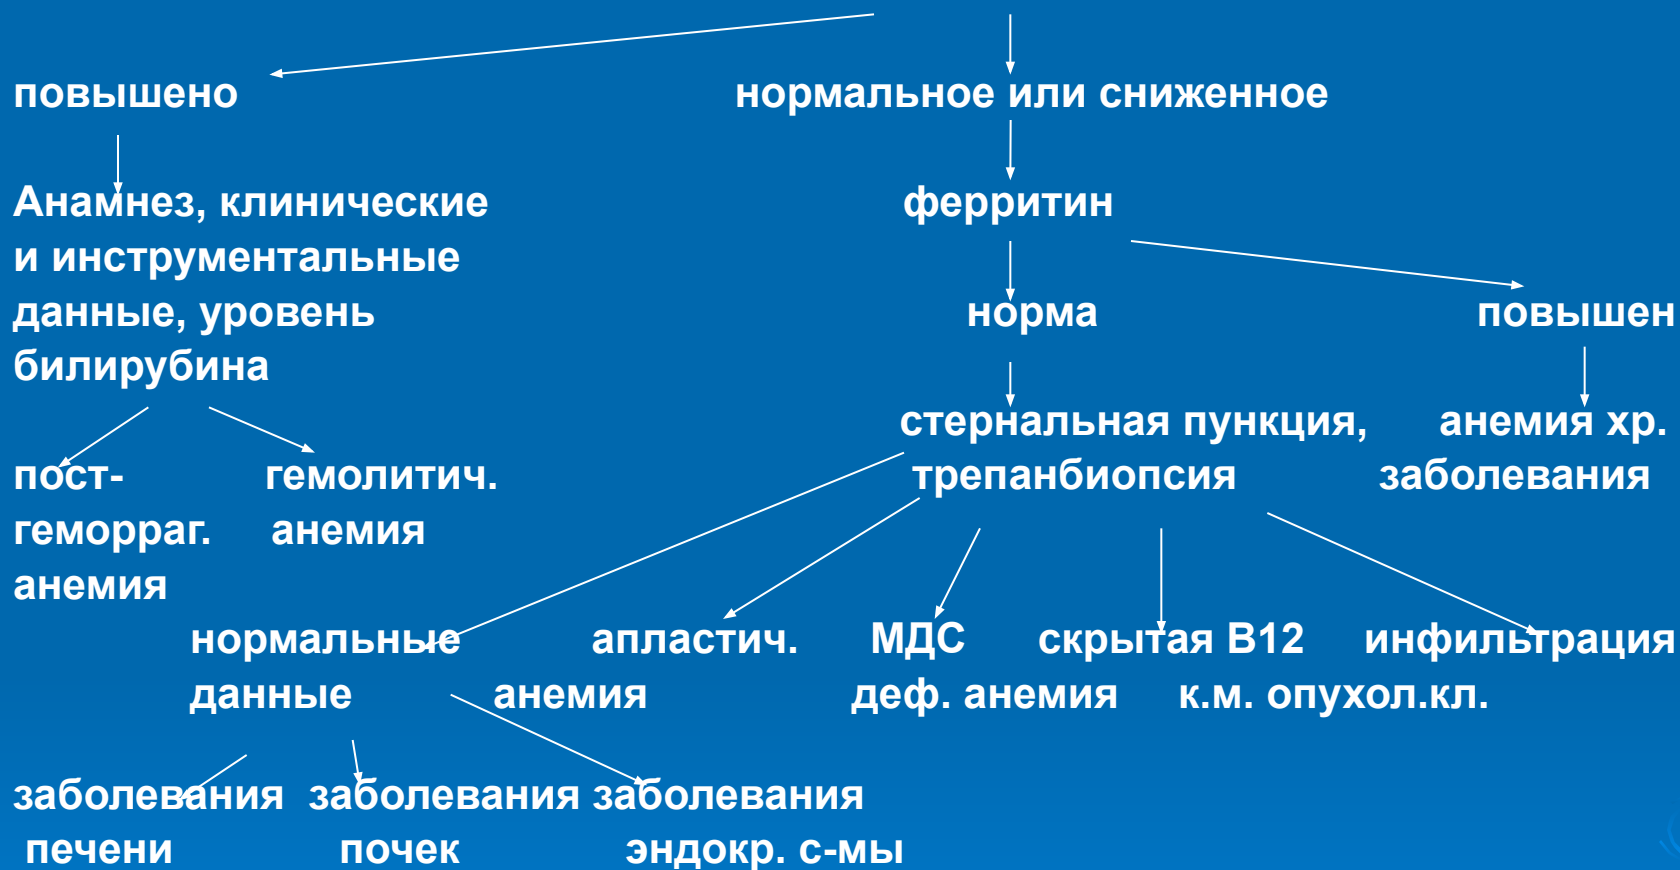 повышено нормальное или сниженное
Анамнез, клинические ферритин
и инструментальные
данные, уровень норма повышен
билирубина
стернальная пункция, анемия хр.
пост- гемолитич. трепанбиопсия заболевания
геморраг. анемия
анемия
нормальные апластич. МДС скрытая В12 инфильтрация
данные анемия деф. анемия к.м. опухол.кл.
заболевания заболевания заболевания
печени почек эндокр. с-мы